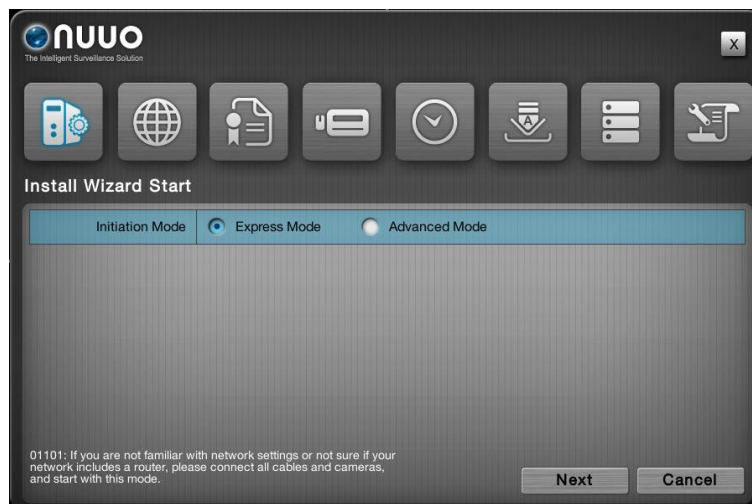 nuuo
The Intelligent Surveillance Solution
X
A
Install Wizard Start
Initiation Mode
Express Mode
Advanced Mode
01101: If you are not familiar with network settings or not sure if your
network includes a router, please connect all cables and cameras,
and start with this mode.
Next
Cancel